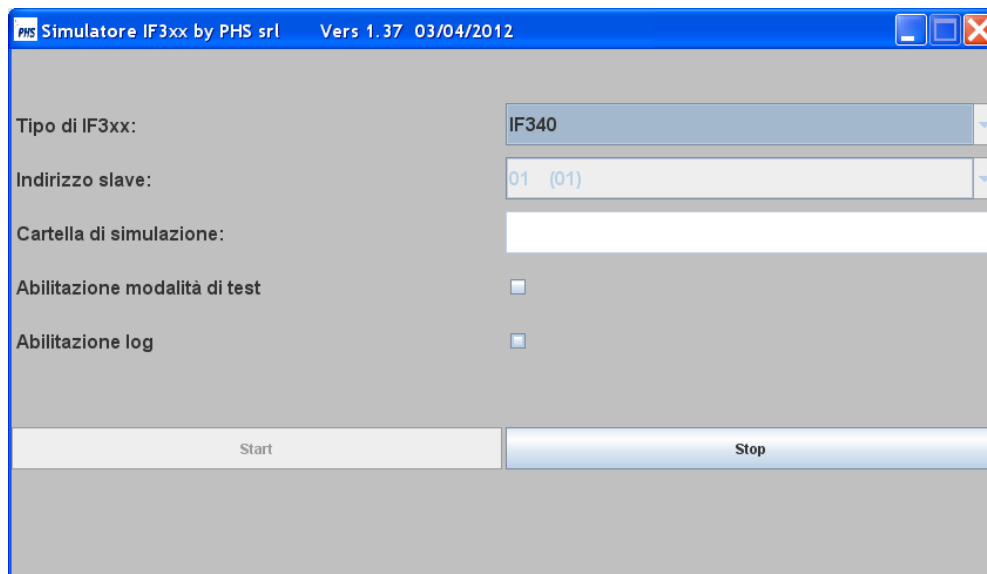 PHS Simulatore IF3xx by PHS srl Vers 1.37 03/04/2012
Tipo di IF3xx: IF340
Indirizzo slave: 01 (01)
Cartella di simulazione:
Abilitazione modalità di test
Abilitazione log
Start Stop